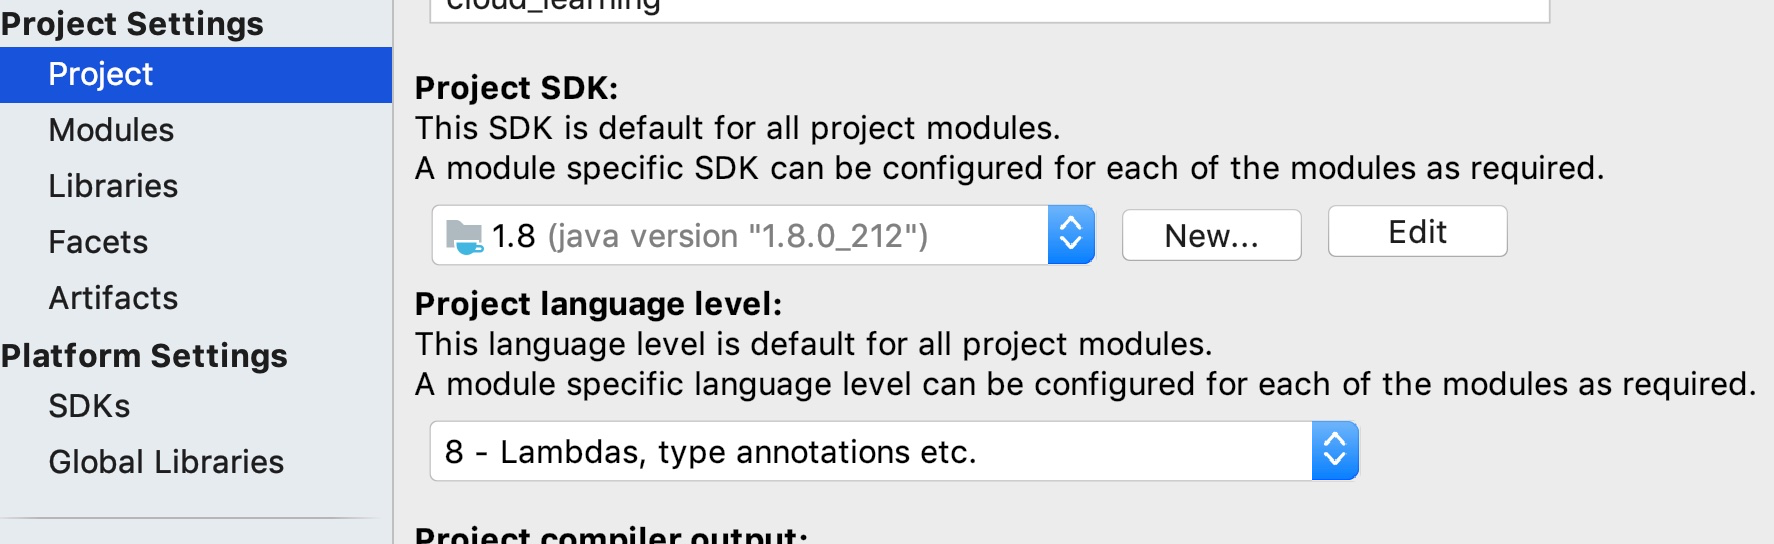 Project Settings
Project
Modules
Libraries
Facets
Artifacts
Platform Settings
SDKs
Global Libraries
cloud_learning
Project SDK:
This SDK is default for all project modules.
A module specific SDK can be configured for each of the modules as required.
1.8 (java version "1.8.0_212")
New...
Edit
Project language level:
This language level is default for all project modules.
A module specific language level can be configured for each of the modules as required.
8 - Lambdas, type annotations etc.
Project compiler output: